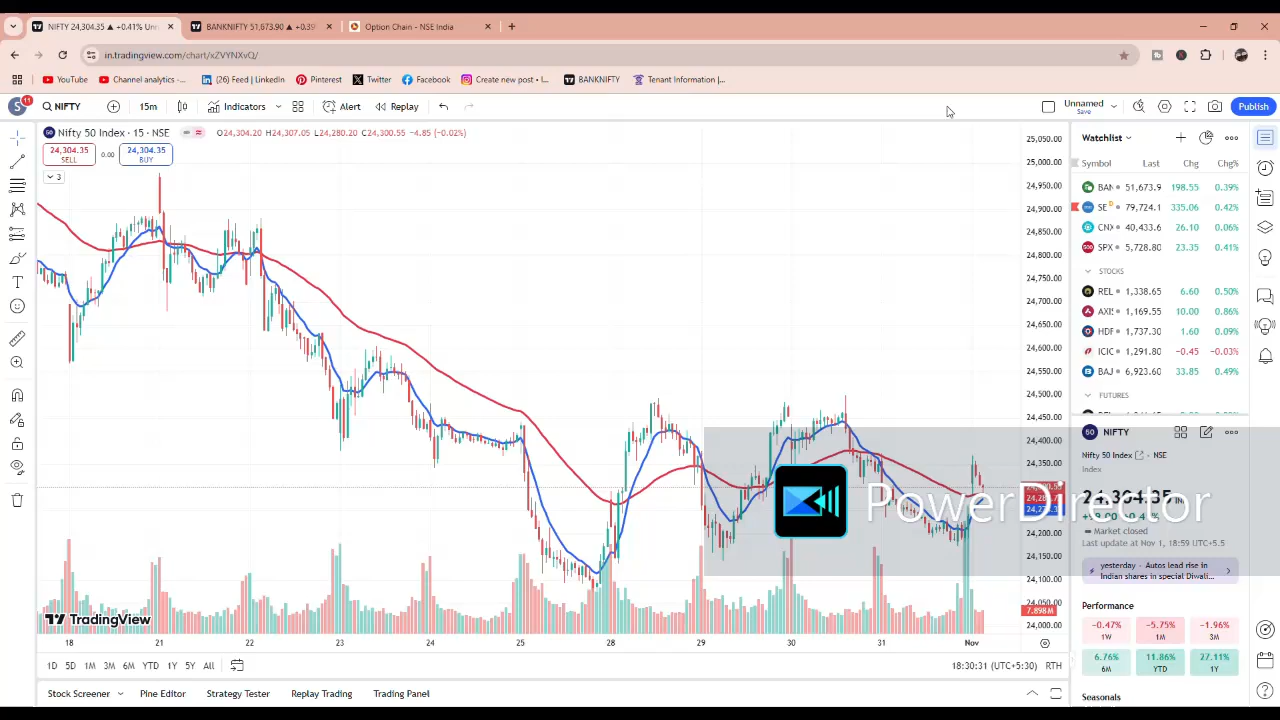 NIFTY 24,304.35 ▲ +0.41% Unn
BANKNIFTY 51,673.90 ▲ +0.39
Option Chain - NSE India
in.tradingview.com/chart/xZVYNXvQ/
YouTube
Channel analytics -...
(26) Feed | LinkedIn
Pinterest
Twitter
Facebook
Create new post • I...
BANKNIFTY
Tenant Information |...
S
11
NIFTY
15m
Indicators
Alert
Replay
Unnamed
Save
Publish
50 Nifty 50 Index · 15 · NSE
O24,304.20 H24,307.05 L24,280.20 C24,300.55 -4.85 (-0.02%)
24,304.35
SELL
0.00
24,304.35
BUY
3
25,050.00
25,000.00
24,950.00
24,900.00
24,850.00
24,800.00
24,750.00
24,700.00
24,650.00
24,600.00
24,550.00
24,500.00
24,450.00
24,400.00
24,350.00
24,200.00
24,150.00
24,100.00
24,050.00
24,000.00
7.898M
Watchlist
Symbol Last Chg Chg%
BAN 51,673.9 198.55 0.39%
SE D 79,724.1 335.06 0.42%
CNX 40,433.6 26.10 0.06%
SPX 5,728.80 23.35 0.41%
STOCKS
REL 1,338.65 6.60 0.50%
AXIS 1,169.55 10.00 0.86%
HDF 1,737.30 1.60 0.09%
ICIC 1,291.80 -0.45 -0.03%
BAJ 6,923.60 33.85 0.49%
FUTURES
50 NIFTY
Nifty 50 Index • NSE
Index
24,304.35
PowerDirector
Market closed
Last update at Nov 1, 18:59 UTC+5.5
yesterday · Autos lead rise in
Indian shares in special Diwali...
Performance
-0.47% -5.75% -1.96%
1W 1M 3M
6.76% 11.86% 27.11%
6M YTD 1Y
Seasonals
TradingView
18 21 22 23 24 25 28 29 30 31 Nov
1D 5D 1M 3M 6M YTD 1Y 5Y All
18:30:31 (UTC+5:30) RTH
Stock Screener
Pine Editor
Strategy Tester
Replay Trading
Trading Panel